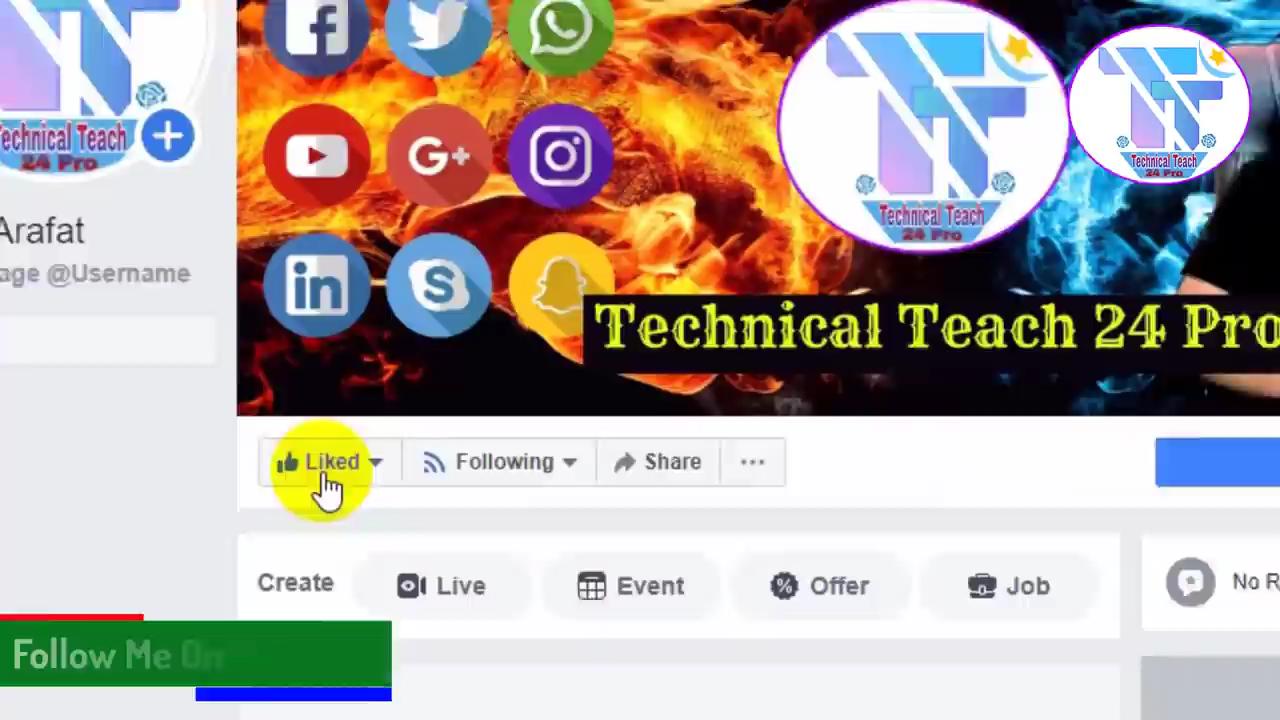 Technical Teach
24 Pro
Arafat
age @Username
G+
in
Technical Teach
24 Pro
Technical Teach
24 Pro
Technical Teach 24 Pro
Liked
Following
Share
Create
Live
Event
Offer
Job
No R
Follow Me On